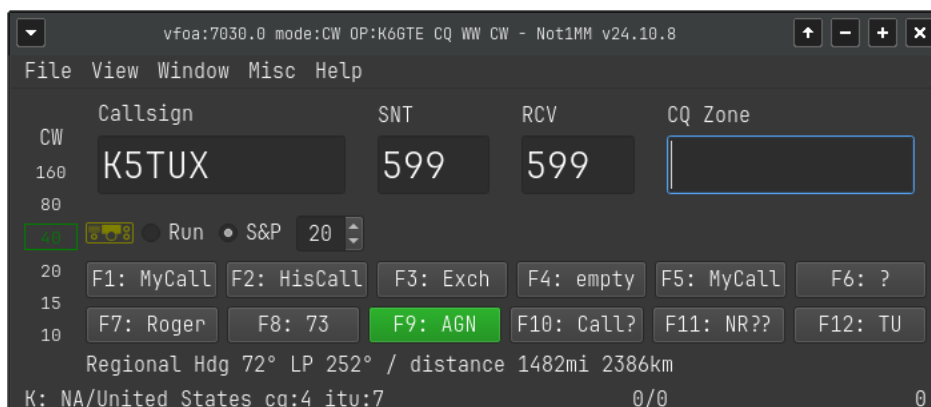 vfoa:7030.0 mode:CW OP:K6GTE CQ WW CW - Not1MM v24.10.8
File View Window Misc Help
Callsign SNT RCV CQ Zone
CW
K5TUX 599 599
160
80
40 Run S&P 20
20 F1: MyCall F2: HisCall F3: Exch F4: empty F5: MyCall F6: ?
15
10 F7: Roger F8: 73 F9: AGN F10: Call? F11: NR?? F12: TU
Regional Hdg 72° LP 252° / distance 1482mi 2386km
K: NA/United States cq:4 itu:7 0/0 0